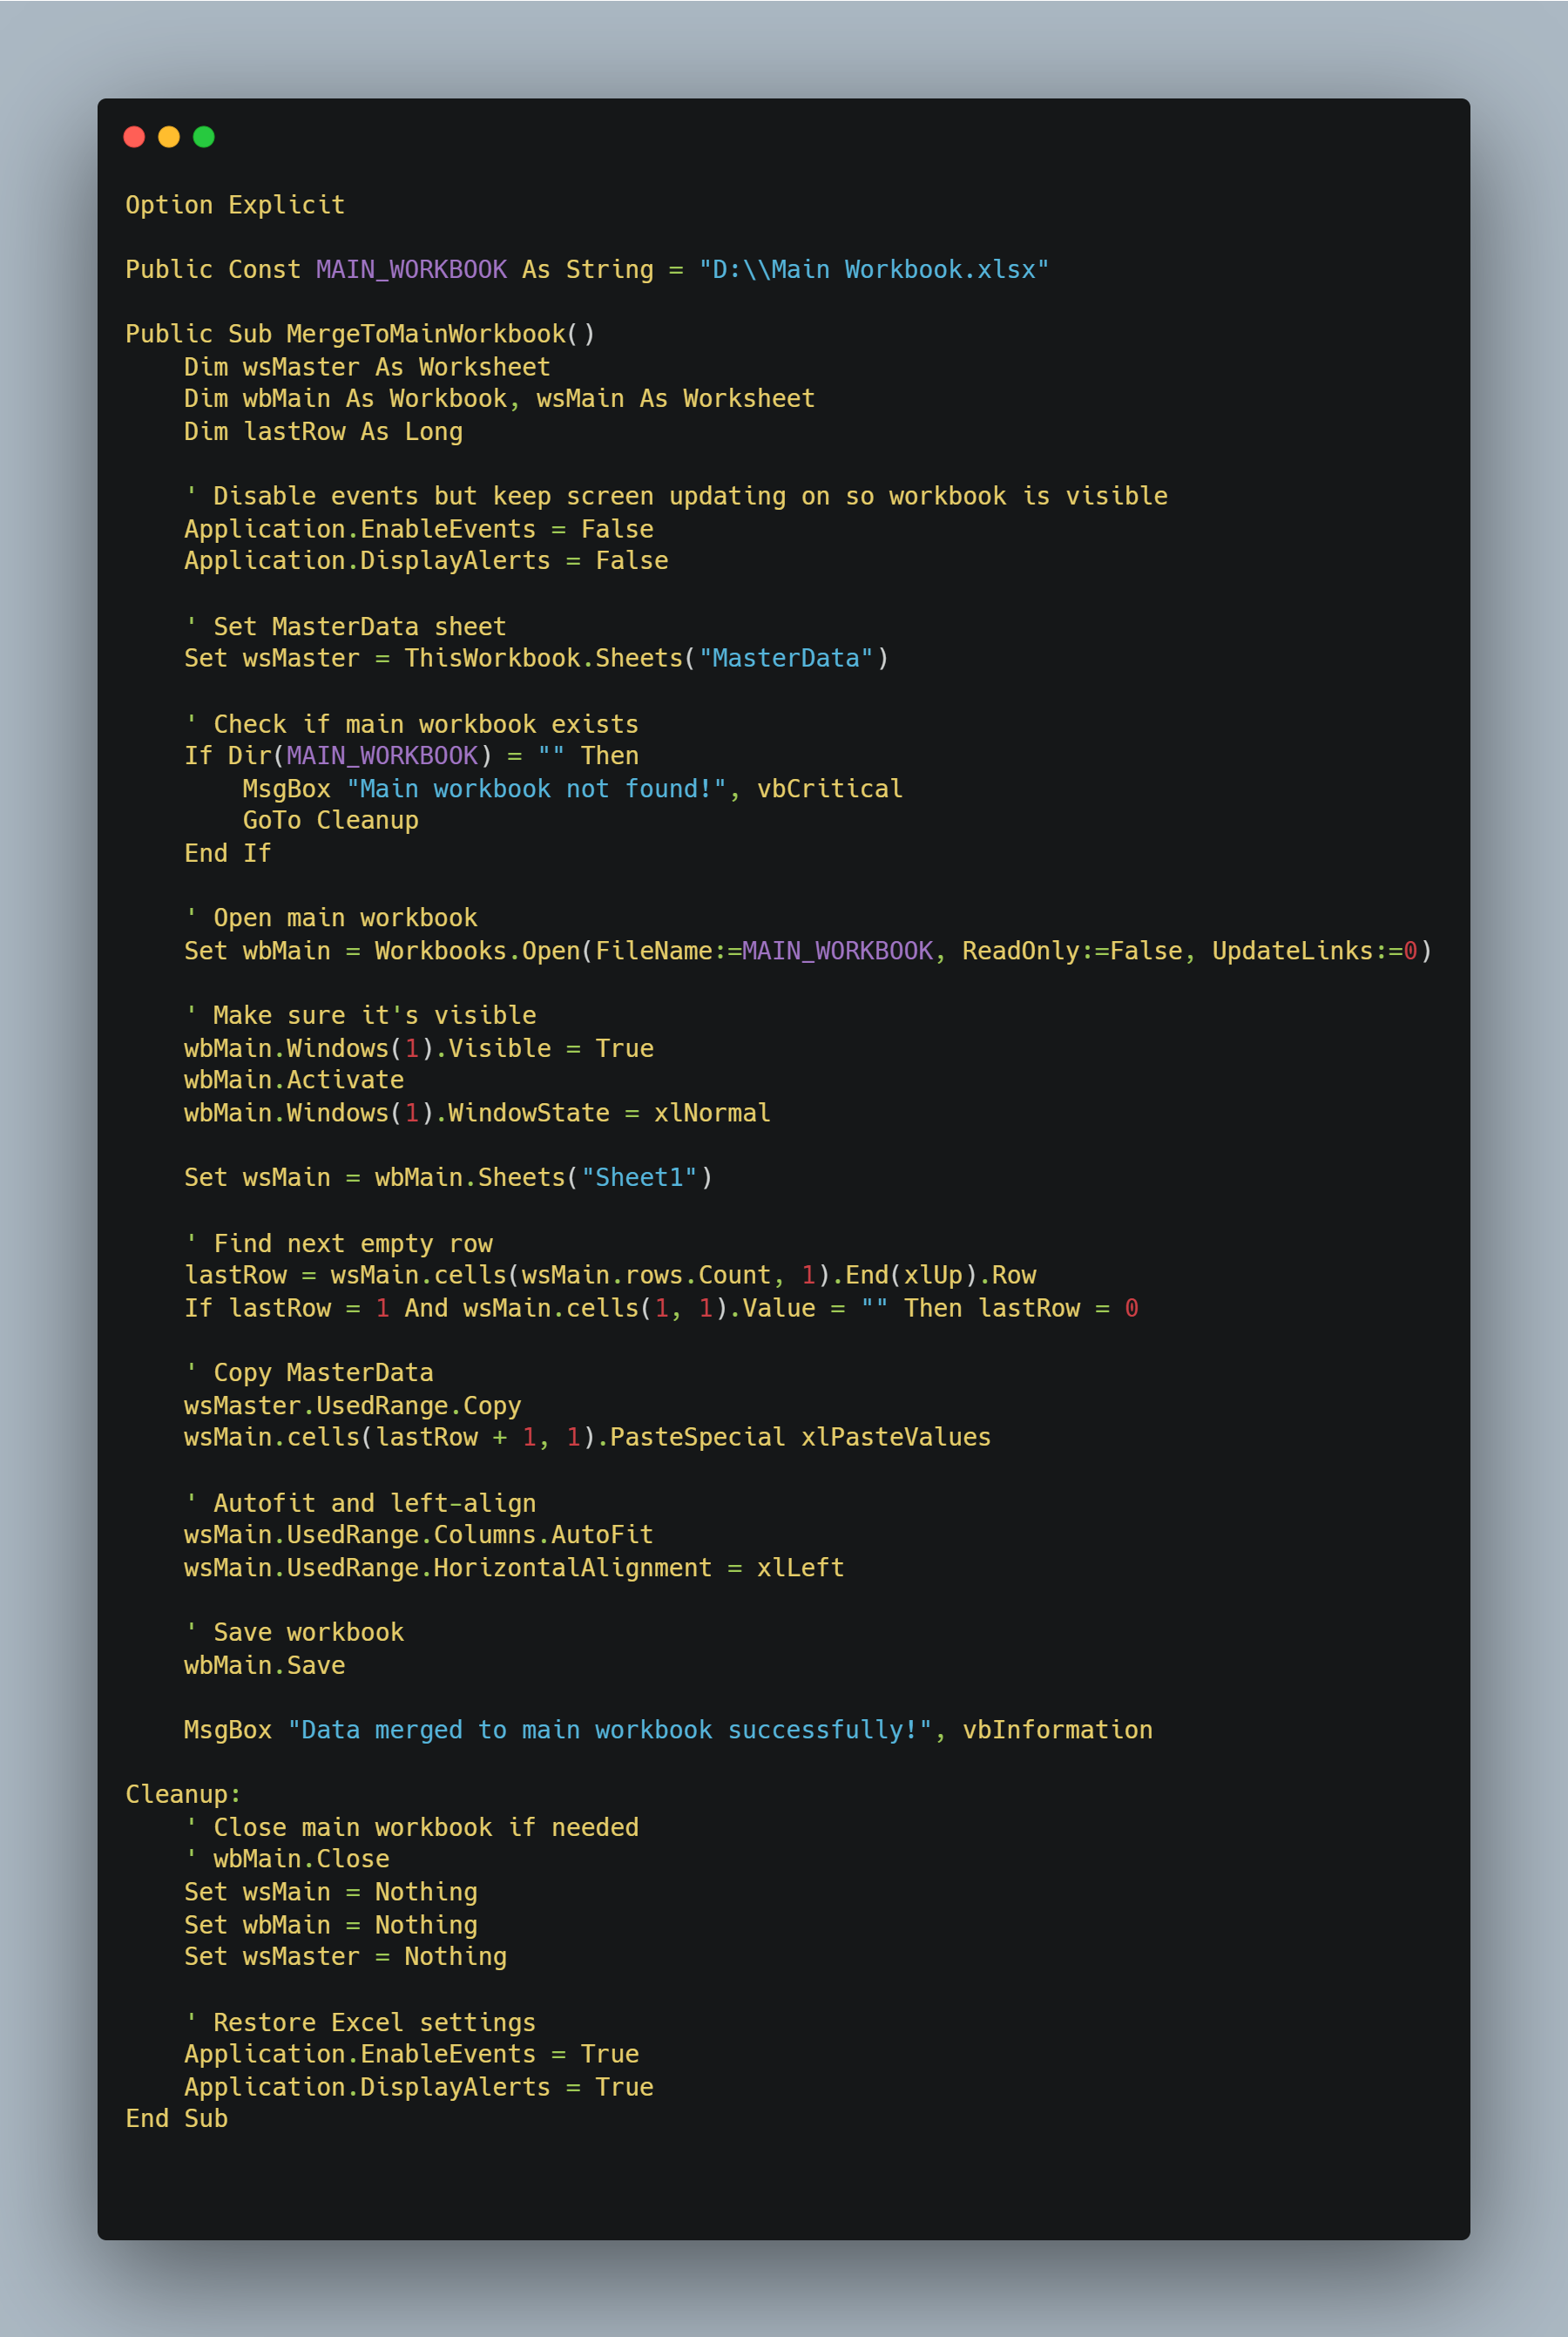 Option Explicit

Public Const MAIN_WORKBOOK As String = "D:\\Main Workbook.xlsx"

Public Sub MergeToMainWorkbook()
    Dim wsMaster As Worksheet
    Dim wbMain As Workbook, wsMain As Worksheet
    Dim lastRow As Long

    ' Disable events but keep screen updating on so workbook is visible
    Application.EnableEvents = False
    Application.DisplayAlerts = False

    ' Set MasterData sheet
    Set wsMaster = ThisWorkbook.Sheets("MasterData")

    ' Check if main workbook exists
    If Dir(MAIN_WORKBOOK) = "" Then
        MsgBox "Main workbook not found!", vbCritical
        GoTo Cleanup
    End If

    ' Open main workbook
    Set wbMain = Workbooks.Open(FileName:=MAIN_WORKBOOK, ReadOnly:=False, UpdateLinks:=0)

    ' Make sure it's visible
    wbMain.Windows(1).Visible = True
    wbMain.Activate
    wbMain.Windows(1).WindowState = xlNormal

    Set wsMain = wbMain.Sheets("Sheet1")

    ' Find next empty row
    lastRow = wsMain.cells(wsMain.rows.Count, 1).End(xlUp).Row
    If lastRow = 1 And wsMain.cells(1, 1).Value = "" Then lastRow = 0

    ' Copy MasterData
    wsMaster.UsedRange.Copy
    wsMain.cells(lastRow + 1, 1).PasteSpecial xlPasteValues

    ' Autofit and left-align
    wsMain.UsedRange.Columns.AutoFit
    wsMain.UsedRange.HorizontalAlignment = xlLeft

    ' Save workbook
    wbMain.Save

    MsgBox "Data merged to main workbook successfully!", vbInformation

Cleanup:
    ' Close main workbook if needed
    ' wbMain.Close
    Set wsMain = Nothing
    Set wbMain = Nothing
    Set wsMaster = Nothing

    ' Restore Excel settings
    Application.EnableEvents = True
    Application.DisplayAlerts = True
End Sub